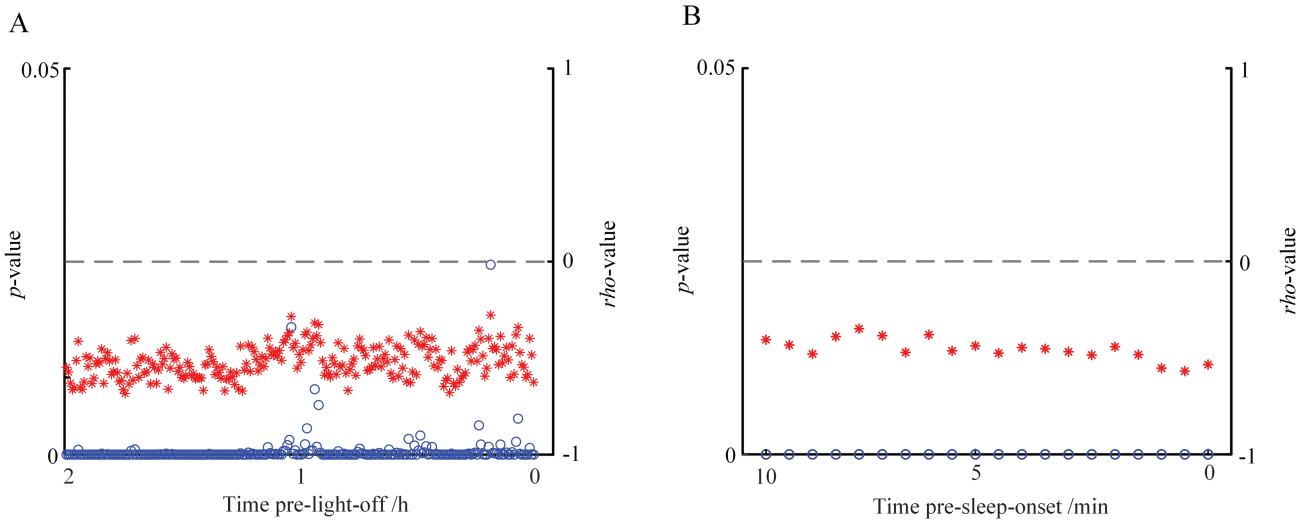 A
B
0.05
1
0.05
1
p-value
0
rho-value
p-value
0
rho-value
0
-1
0
-1
2
1
0
10
5
0
Time pre-light-off /h
Time pre-sleep-onset /min